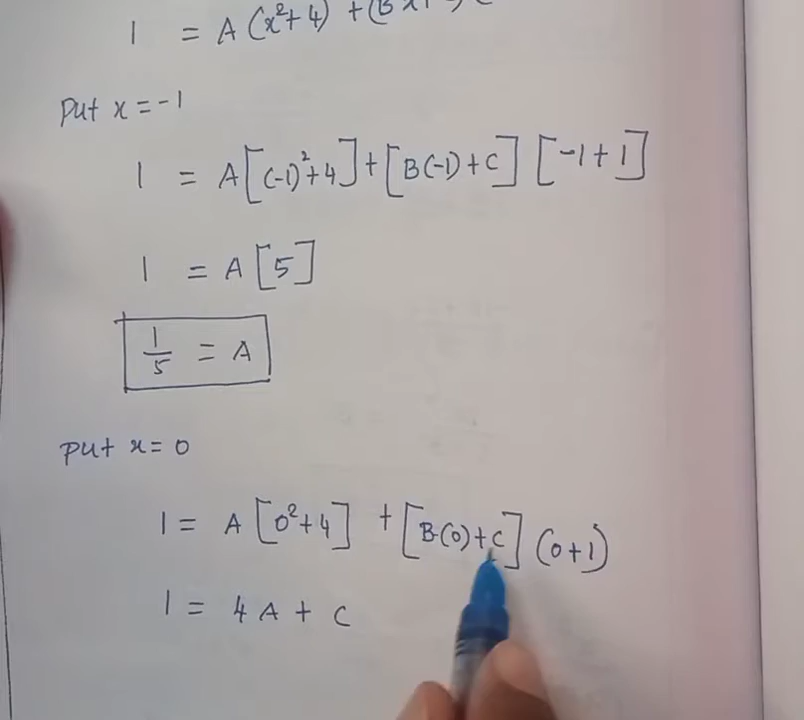 1 = A(x²+4) +(Bx+
put x = -1
1 = A[(-1)²+4]+[B(-1)+C] [-1+1]
1 = A[5]
1/5 = A
put x = 0
1 = A[0²+4] +[B(0)+C] (0+1)
1 = 4A + C